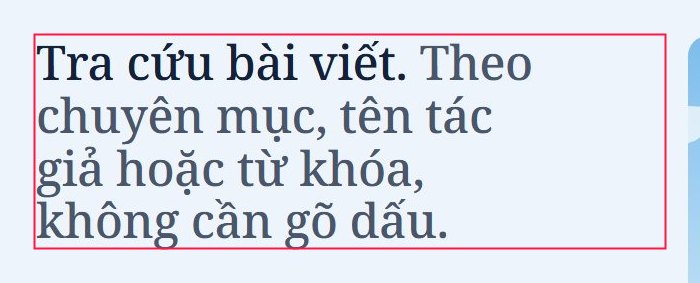 Tra cứu bài viết. Theo
chuyên mục, tên tác
giả hoặc từ khóa,
không cần gõ dấu.